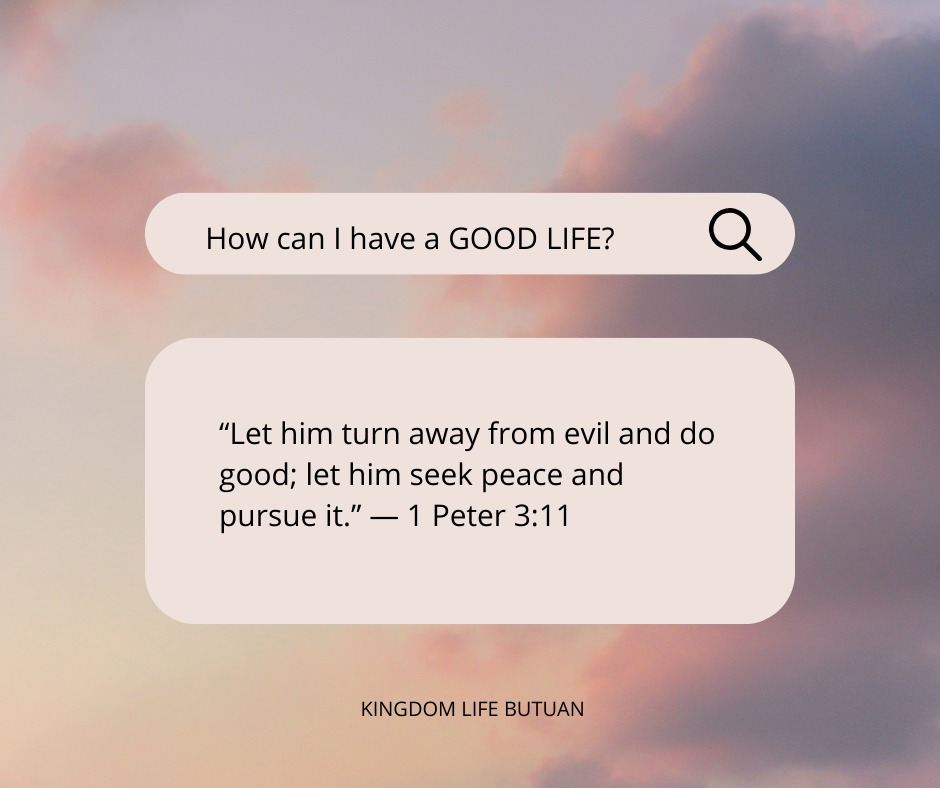 How can I have a GOOD LIFE?
“Let him turn away from evil and do
good; let him seek peace and
pursue it.” — 1 Peter 3:11
KINGDOM LIFE BUTUAN